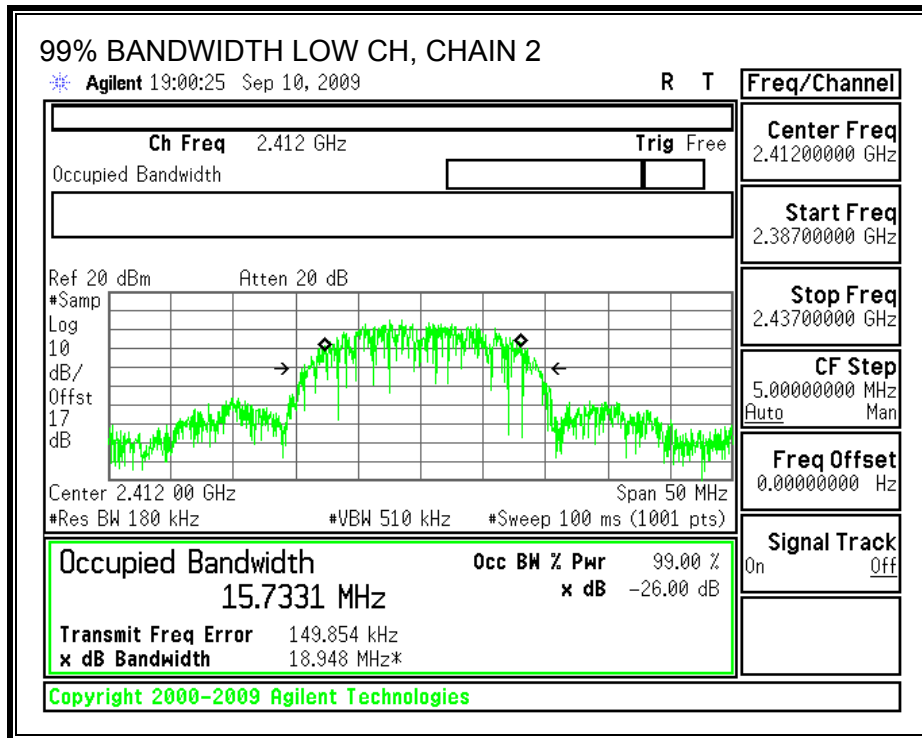 99% BANDWIDTH LOW CH, CHAIN 2
Agilent 19:00:25 Sep 10, 2009 R T
Ch Freq 2.412 GHz Trig Free
Occupied Bandwidth
Ref 20 dBm Atten 20 dB
#Samp
Log
10
dB/
Offst
17
dB
Center 2.412 00 GHz Span 50 MHz
#Res BW 180 kHz #VBW 510 kHz #Sweep 100 ms (1001 pts)
Occupied Bandwidth Occ BW % Pwr 99.00 %
15.7331 MHz x dB -26.00 dB
Transmit Freq Error 149.854 kHz
x dB Bandwidth 18.948 MHz*
Copyright 2000-2009 Agilent Technologies
Freq/Channel
Center Freq
2.41200000 GHz
Start Freq
2.38700000 GHz
Stop Freq
2.43700000 GHz
CF Step
5.00000000 MHz
Auto Man
Freq Offset
0.00000000 Hz
Signal Track
On Off